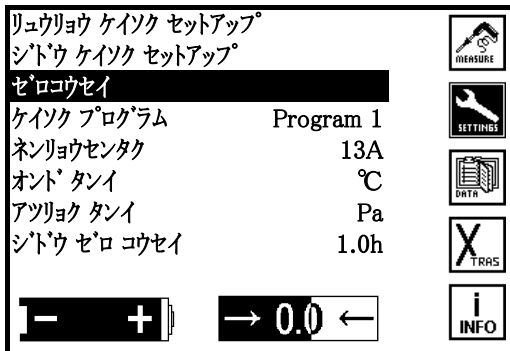 リュウリョウ ケイソク セットアップ
ジドウ ケイソク セットアップ
ゼロコウセイ
ケイソク プログラム Program 1
ネンリョウセンタク 13A
オンド タンイ ℃
アツリョク タンイ Pa
ジドウ ゼロ コウセイ 1.0h
− +
→ 0.0 ←
MEASURE
SETTINGS
DATA
XTRAS
i
INFO